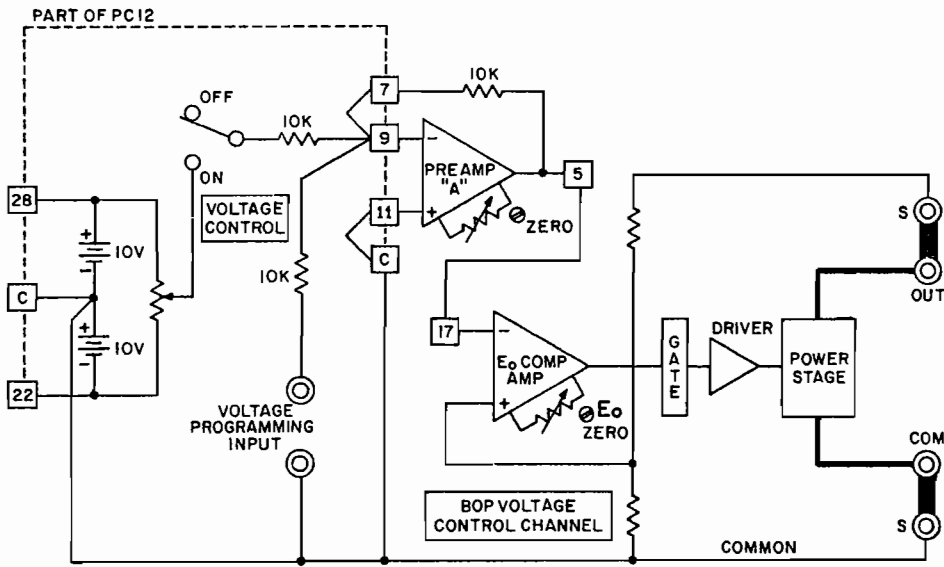 PART OF PC12
OFF
10K
7
10K
9
-
PREAMP
"A"
5
ON
28
VOLTAGE
CONTROL
11
+
ZERO
S
+
10V
-
C
10K
C
OUT
+
10V
-
17
-
E₀ COMP
AMP
+
E₀
ZERO
GATE
DRIVER
POWER
STAGE
22
VOLTAGE
PROGRAMMING
INPUT
COM
BOP VOLTAGE
CONTROL CHANNEL
S
COMMON